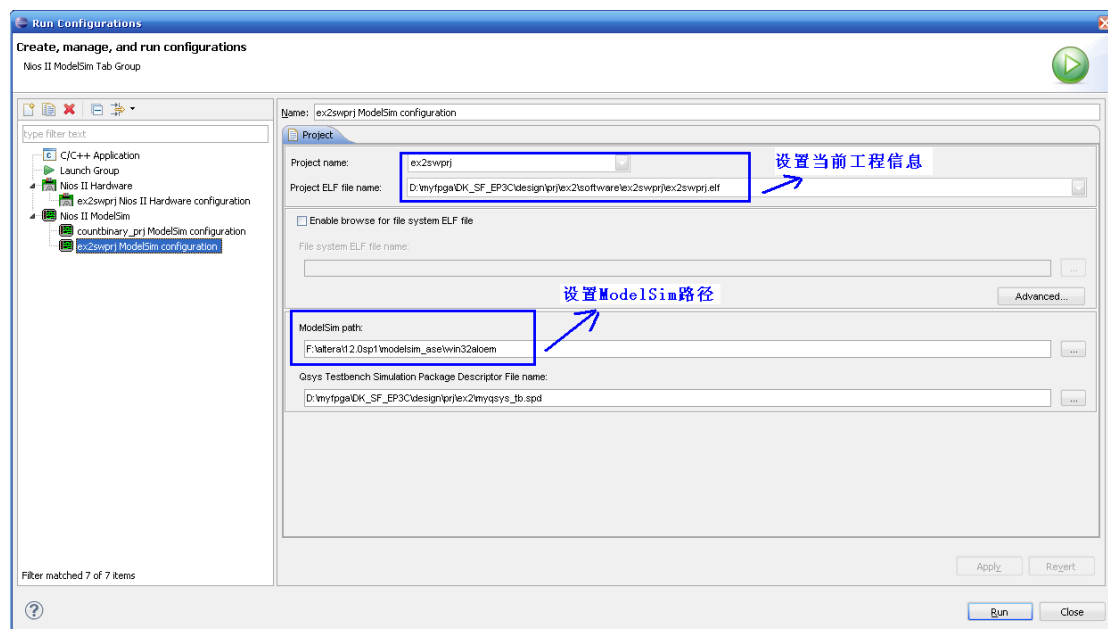 Run Configurations
Create, manage, and run configurations
Nios II ModelSim Tab Group
type filter text
C/C++ Application
Launch Group
Nios II Hardware
ex2swprj Nios II Hardware configuration
Nios II ModelSim
countbinary_prj ModelSim configuration
ex2swprj ModelSim configuration
Filter matched 7 of 7 items
Name: ex2swprj ModelSim configuration
Project
Project name: ex2swprj
设置当前工程信息
Project ELF file name: D:\myfpga\DK_SF_EP3C\design\prj\ex2\software\ex2swprj\ex2swprj.elf
Enable browse for file system ELF file
File system ELF file name:
...
设置ModelSim路径
Advanced...
ModelSim path:
F:\altera\12.0sp1\modelsim_ase\win32aloem
...
Qsys Testbench Simulation Package Descriptor File name:
D:\myfpga\DK_SF_EP3C\design\prj\ex2\myqsys_tb.spd
...
Apply Revert
Run Close